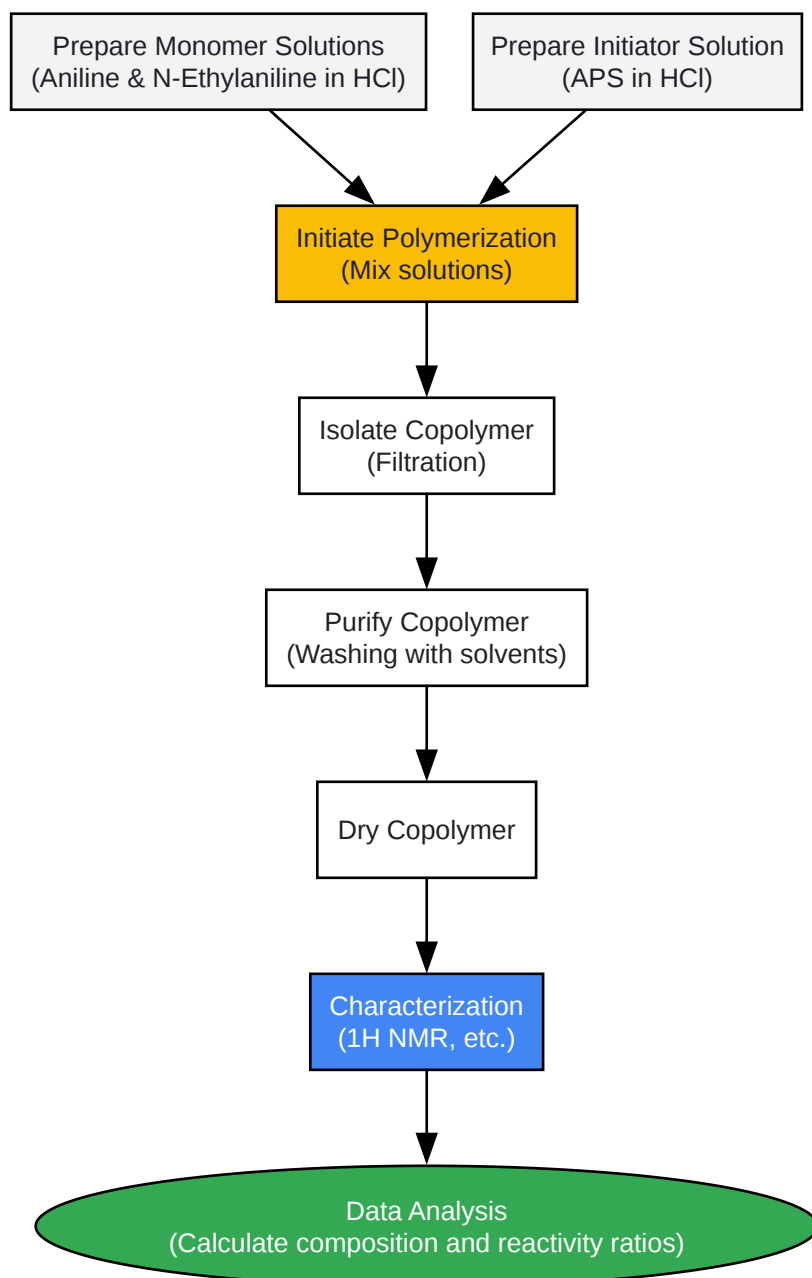 Prepare Monomer Solutions
(Aniline & N-Ethylaniline in HCl)
Prepare Initiator Solution
(APS in HCl)
Initiate Polymerization
(Mix solutions)
Isolate Copolymer
(Filtration)
Purify Copolymer
(Washing with solvents)
Dry Copolymer
Characterization
(1H NMR, etc.)
Data Analysis
(Calculate composition and reactivity ratios)